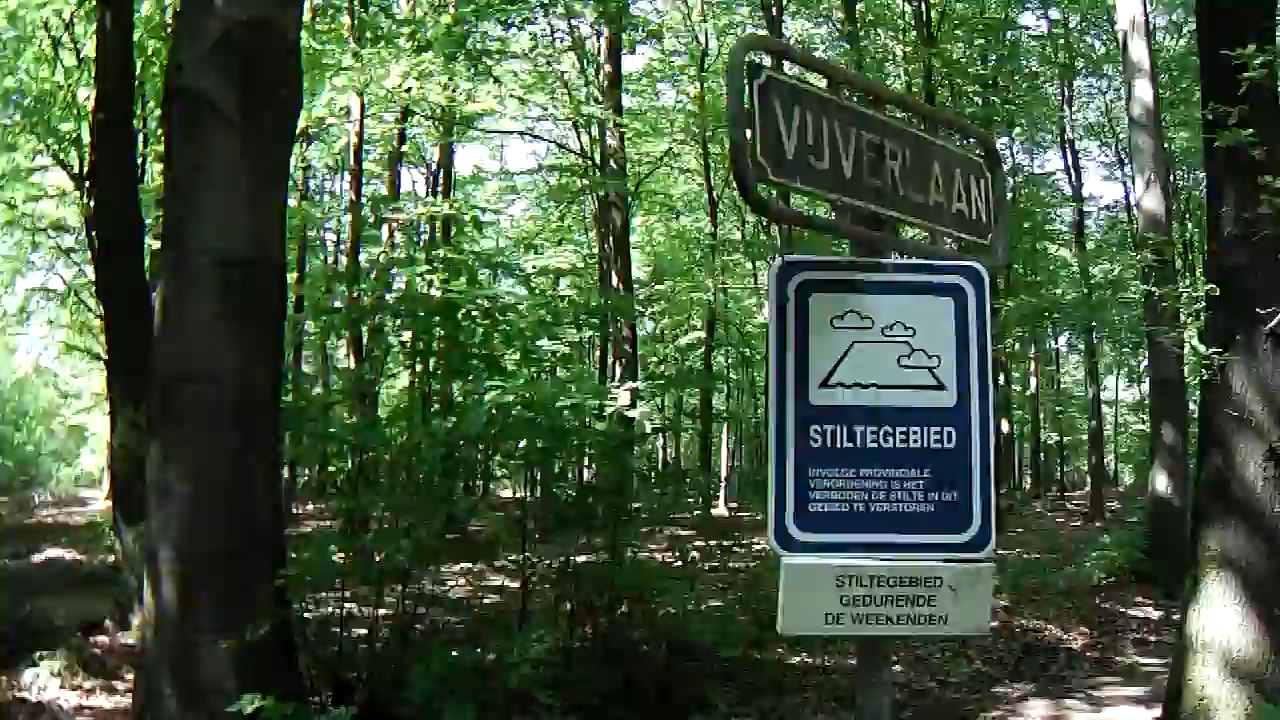 VIJVERLAAN
STILTEGEBIED
INVOLGE PROVINCIALE
VERORDENING IS HET
VERBODEN DE STILTE IN DIT
GEBIED TE VERSTOREN
STILTEGEBIED
GEDURENDE
DE WEEKENDEN